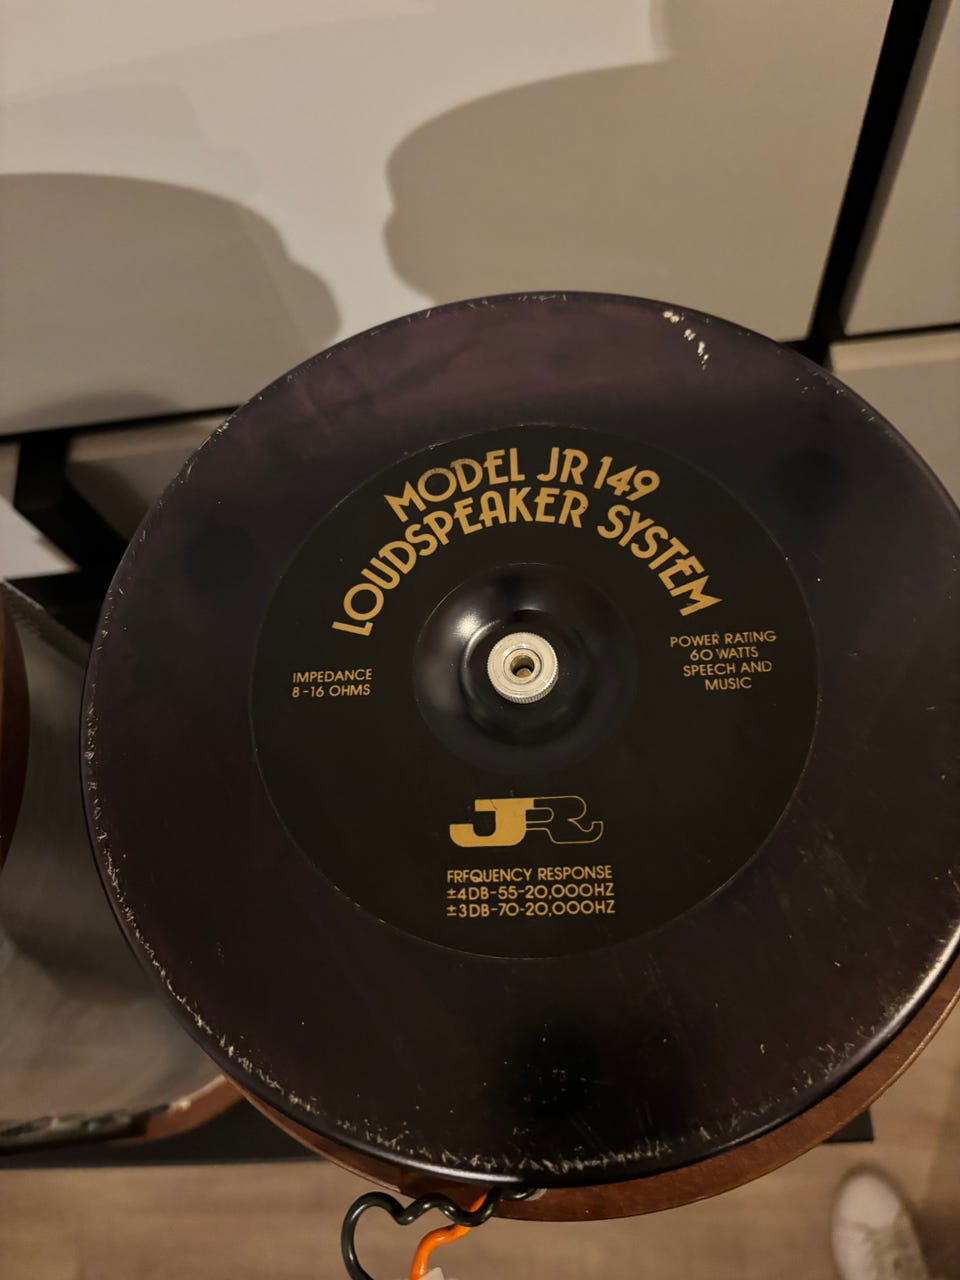 MODEL JR 149
LOUDSPEAKER SYSTEM
IMPEDANCE
8-16 OHMS
POWER RATING
60 WATTS
SPEECH AND
MUSIC
JR
FREQUENCY RESPONSE
±4DB-55-20,000HZ
±3DB-70-20,000HZ